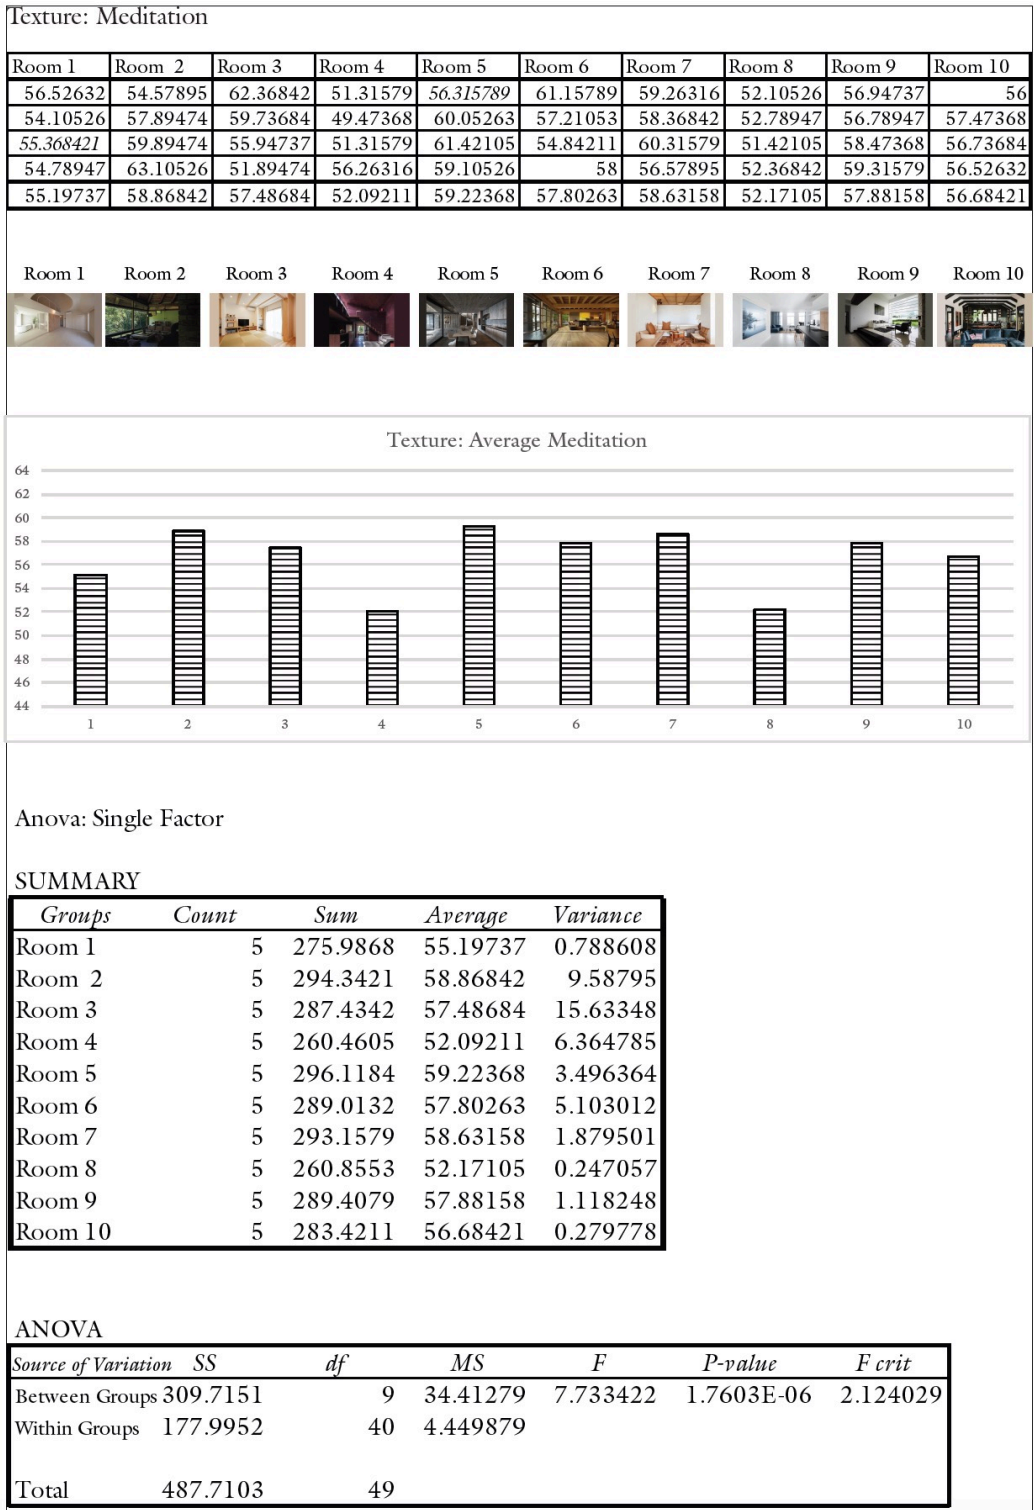 Texture: Meditation
Room 1 Room 2 Room 3 Room 4 Room 5 Room 6 Room 7 Room 8 Room 9 Room 10
56.52632 54.57895 62.36842 51.31579 56.315789 61.15789 59.26316 52.10526 56.94737 56
54.10526 57.89474 59.73684 49.47368 60.05263 57.21053 58.36842 52.78947 56.78947 57.47368
55.368421 59.89474 55.94737 51.31579 61.42105 54.84211 60.31579 51.42105 58.47368 56.73684
54.78947 63.10526 51.89474 56.26316 59.10526 58 56.57895 52.36842 59.31579 56.52632
55.19737 58.86842 57.48684 52.09211 59.22368 57.80263 58.63158 52.17105 57.88158 56.68421
Room 1 Room 2 Room 3 Room 4 Room 5 Room 6 Room 7 Room 8 Room 9 Room 10
Texture: Average Meditation
64
62
60
58
56
54
52
50
48
46
44
1 2 3 4 5 6 7 8 9 10
Anova: Single Factor
SUMMARY
Groups Count Sum Average Variance
Room 1 5 275.9868 55.19737 0.788608
Room 2 5 294.3421 58.86842 9.58795
Room 3 5 287.4342 57.48684 15.63348
Room 4 5 260.4605 52.09211 6.364785
Room 5 5 296.1184 59.22368 3.496364
Room 6 5 289.0132 57.80263 5.103012
Room 7 5 293.1579 58.63158 1.879501
Room 8 5 260.8553 52.17105 0.247057
Room 9 5 289.4079 57.88158 1.118248
Room 10 5 283.4211 56.68421 0.279778
ANOVA
Source of Variation SS df MS F P-value F crit
Between Groups 309.7151 9 34.41279 7.733422 1.7603E-06 2.124029
Within Groups 177.9952 40 4.449879
Total 487.7103 49